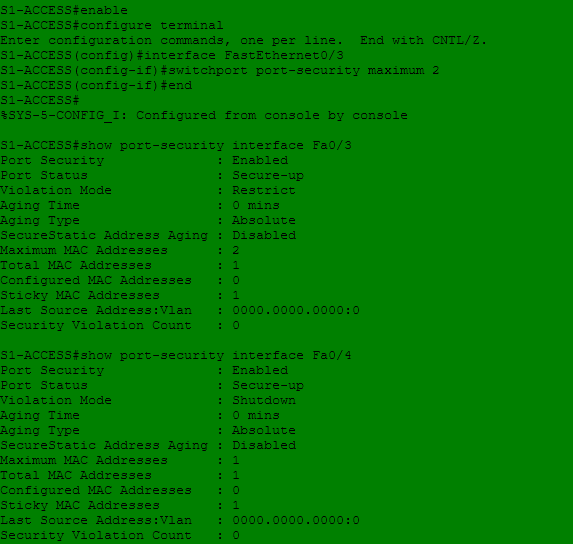 S1-ACCESS#enable
S1-ACCESS#configure terminal
Enter configuration commands, one per line.  End with CNTL/Z.
S1-ACCESS(config)#interface FastEthernet0/3
S1-ACCESS(config-if)#switchport port-security maximum 2
S1-ACCESS(config-if)#end
S1-ACCESS#
%SYS-5-CONFIG_I: Configured from console by console

S1-ACCESS#show port-security interface Fa0/3
Port Security              : Enabled
Port Status                : Secure-up
Violation Mode             : Restrict
Aging Time                 : 0 mins
Aging Type                 : Absolute
SecureStatic Address Aging : Disabled
Maximum MAC Addresses      : 2
Total MAC Addresses        : 1
Configured MAC Addresses   : 0
Sticky MAC Addresses       : 1
Last Source Address:Vlan   : 0000.0000.0000:0
Security Violation Count   : 0

S1-ACCESS#show port-security interface Fa0/4
Port Security              : Enabled
Port Status                : Secure-up
Violation Mode             : Shutdown
Aging Time                 : 0 mins
Aging Type                 : Absolute
SecureStatic Address Aging : Disabled
Maximum MAC Addresses      : 1
Total MAC Addresses        : 1
Configured MAC Addresses   : 0
Sticky MAC Addresses       : 1
Last Source Address:Vlan   : 0000.0000.0000:0
Security Violation Count   : 0